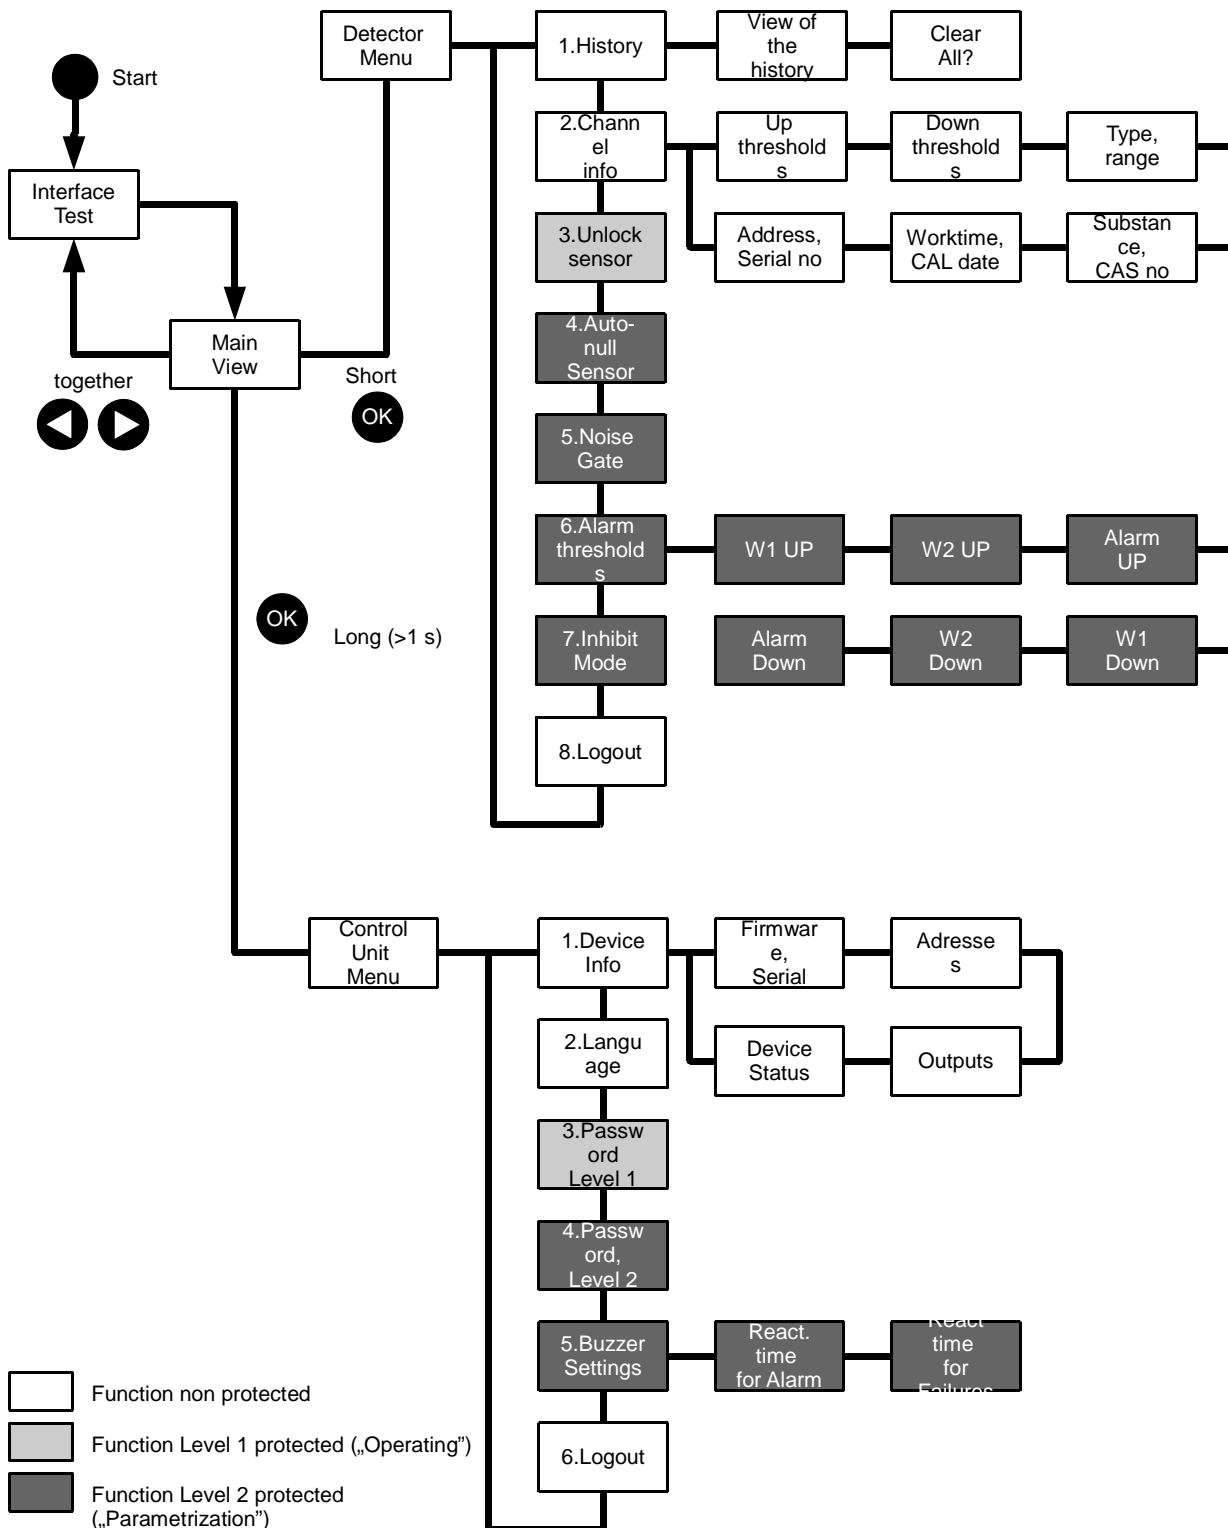 Start
Interface
Test
Main
View
together
Short
OK
OK
Long (>1 s)
Detector
Menu
1.History
View of
the
history
Clear
All?
2.Chann
el
info
Up
threshold
s
Down
threshold
s
Type,
range
Address,
Serial no
Worktime,
CAL date
Substan
ce,
CAS no
3.Unlock
sensor
4.Auto-
null
Sensor
5.Noise
Gate
6.Alarm
threshold
s
W1 UP
W2 UP
Alarm
UP
7.Inhibit
Mode
Alarm
Down
W2
Down
W1
Down
8.Logout
Control
Unit
Menu
1.Device
Info
Firmwar
e,
Serial
Adresse
s
Device
Status
Outputs
2.Langu
age
3.Passw
ord
Level 1
4.Passw
ord,
Level 2
5.Buzzer
Settings
React.
time
for Alarm
React
time
for
Failures
6.Logout
Function non protected
Function Level 1 protected („Operating”)
Function Level 2 protected
(„Parametrization”)